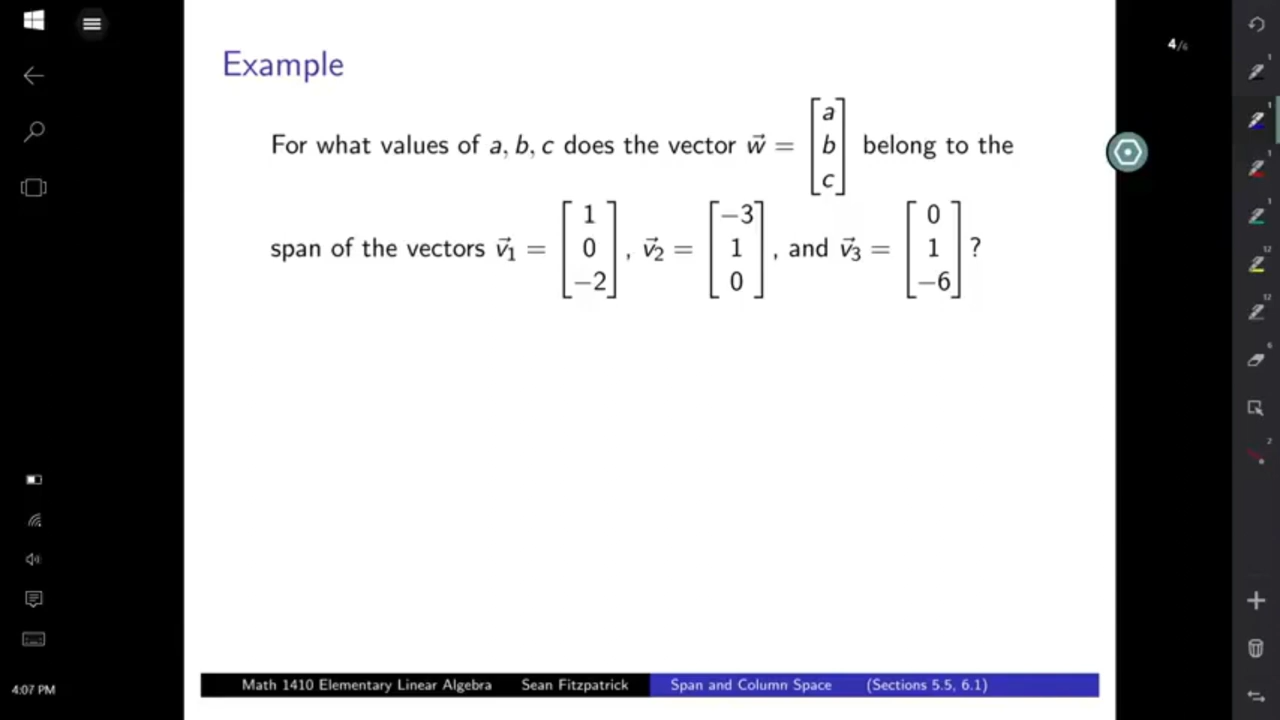 4/6
Example
For what values of a, b, c does the vector w⃗ = [a b c] belong to the
span of the vectors v⃗₁ = [1 0 −2], v⃗₂ = [−3 1 0], and v⃗₃ = [0 1 −6]?
Math 1410 Elementary Linear Algebra Sean Fitzpatrick Span and Column Space (Sections 5.5, 6.1)
4:07 PM